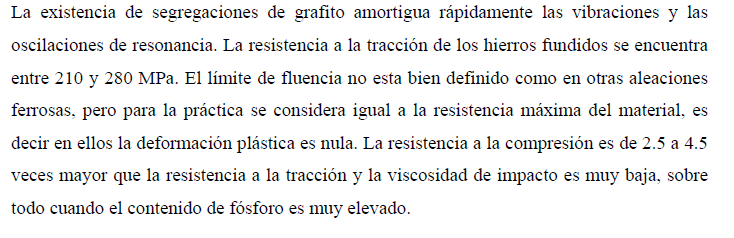 La existencia de segregaciones de grafito amortigua rápidamente las vibraciones y las
oscilaciones de resonancia. La resistencia a la tracción de los hierros fundidos se encuentra
entre 210 y 280 MPa. El límite de fluencia no esta bien definido como en otras aleaciones
ferrosas, pero para la práctica se considera igual a la resistencia máxima del material, es
decir en ellos la deformación plástica es nula. La resistencia a la compresión es de 2.5 a 4.5
veces mayor que la resistencia a la tracción y la viscosidad de impacto es muy baja, sobre
todo cuando el contenido de fósforo es muy elevado.